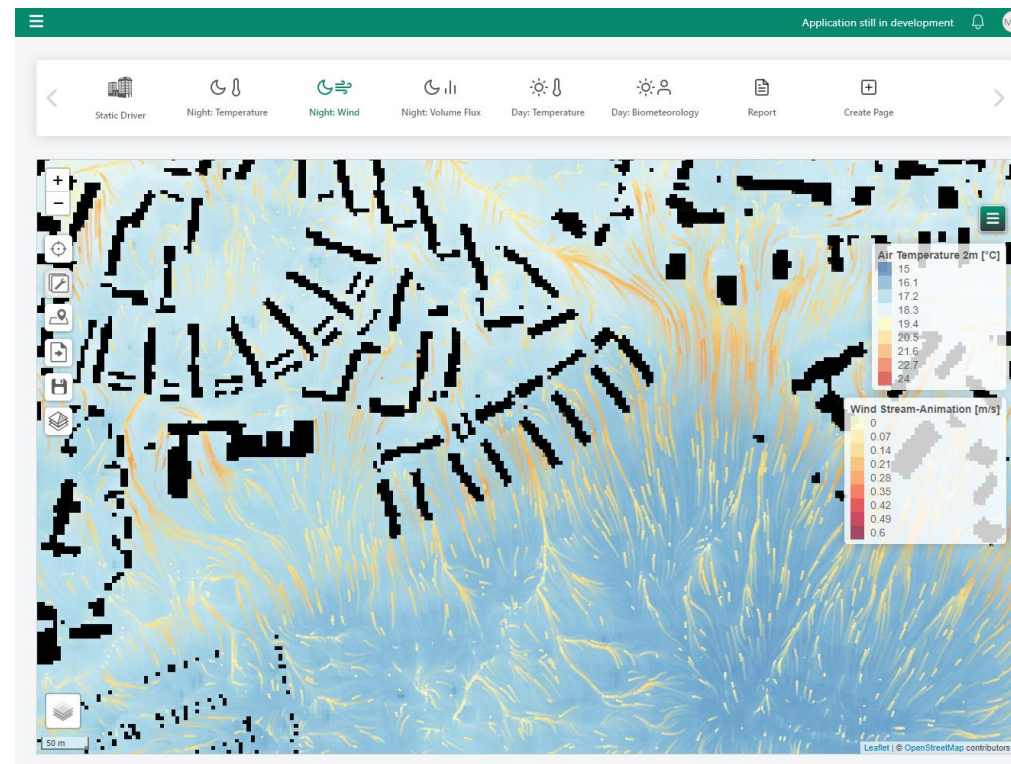 Application still in development
M
Static Driver
Night: Temperature
Night: Wind
Night: Volume Flux
Day: Temperature
Day: Biometeorology
Report
Create Page
+
−
Air Temperature 2m [°C]
15
16.1
17.2
18.3
19.4
20.5
21.6
22.7
24
Wind Stream-Animation [m/s]
0
0.07
0.14
0.21
0.28
0.35
0.42
0.49
0.6
50 m
Leaflet | © OpenStreetMap contributors